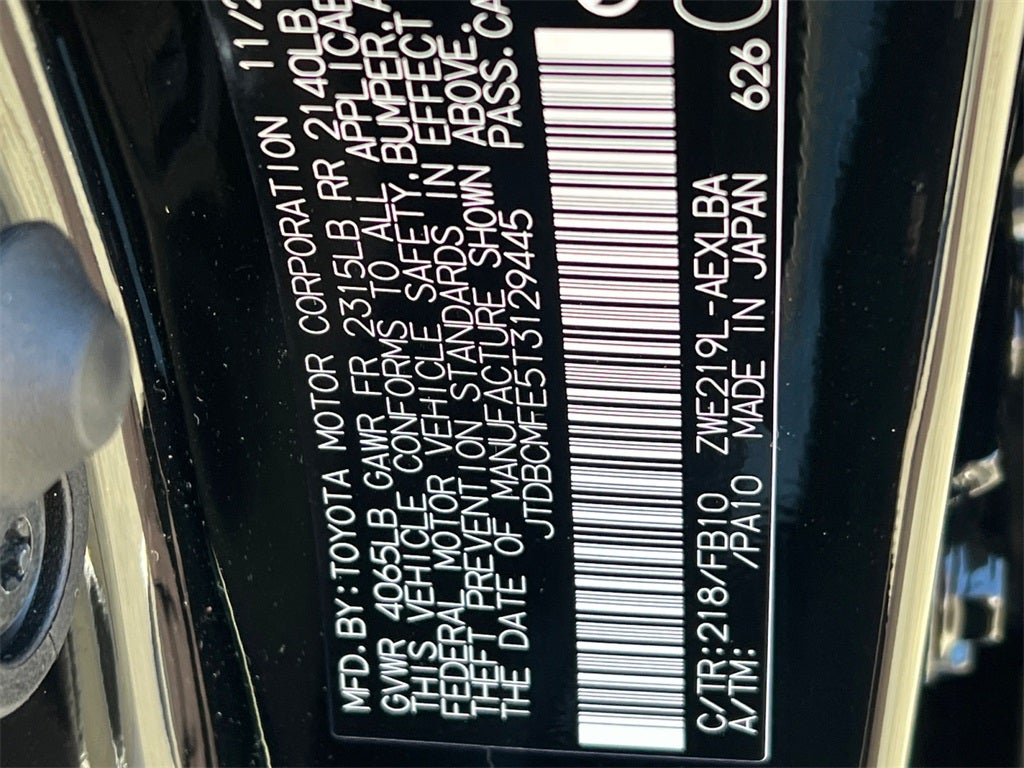 MFD.BY:TOYOTA MOTOR CORPORATION 11/2
GVWR 4065LB GAWR FR 2315LB RR 2140LB
THIS VEHICLE CONFORMS TO ALL APPLICAB
FEDERAL MOTOR VEHICLE SAFETY.BUMPER.A
THEFT PREVENTION STANDARDS IN EFFECT
THE DATE OF MANUFACTURE SHOWN ABOVE.
JTDBCMFE5T3129445 PASS.CA
C/TR:218/FB10 ZWE219L-AEXLBA 626
A/TM: /PA10 MADE IN JAPAN